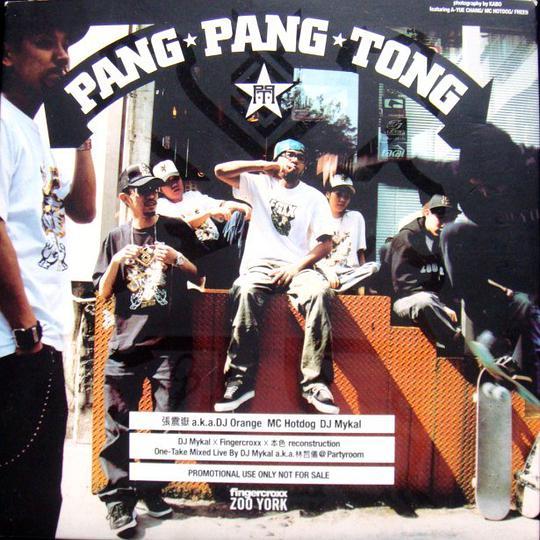 photography by KABO
featuring A-YUE CHANG/ MC HOTDOG/ FREE9
PANG★PANG★TONG
張震嶽 a.k.a.DJ Orange MC Hotdog DJ Mykal
DJ Mykal X Fingercroxx X 本色 reconstruction
One-Take Mixed Live By DJ Mykal a.k.a.林哲儀@Partyroom
PROMOTIONAL USE ONLY NOT FOR SALE
fingercroxx
ZOO YORK